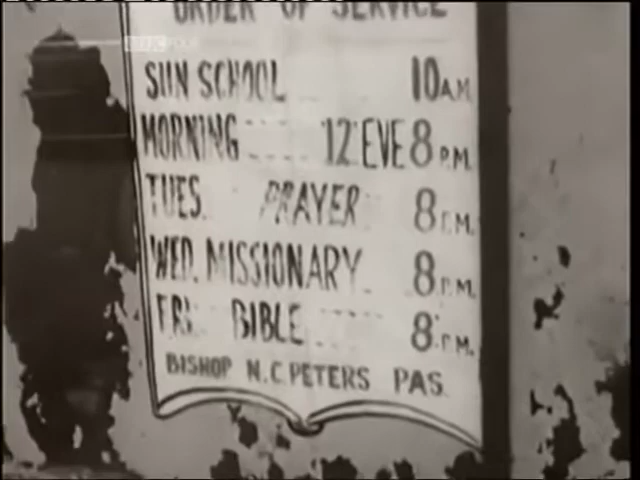 ORDER OF SERVICE
SUN SCHOOL 10 A.M.
MORNING 12 EVE 8 P.M.
TUES. PRAYER 8 P.M.
WED. MISSIONARY 8 P.M.
FRI. BIBLE 8 P.M.
BISHOP N.C PETERS PAS.